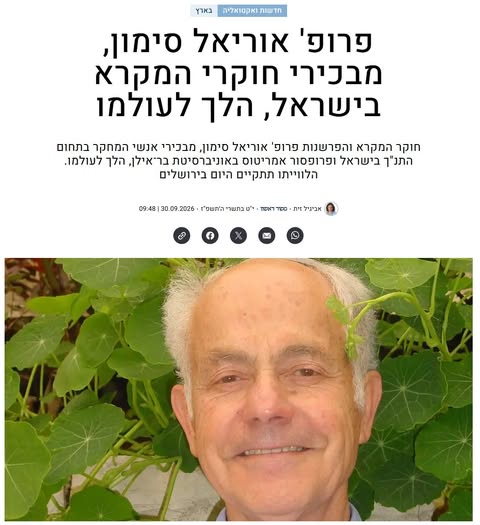 חדשות ואקטואליה בארץ
פרופ' אוריאל סימון,
מבכירי חוקרי המקרא
בישראל, הלך לעולמו
חוקר המקרא והפרשנות פרופ' אוריאל סימון, מבכירי אנשי המחקר בתחום
התנ"ך בישראל ופרופסור אמריטוס באוניברסיטת בר־אילן, הלך לעולמו.
הלווייתו תתקיים היום בירושלים
אביגיל זית • מקור ראשון • י"ט בתשרי ה׳תשפ"ז • 30.09.2026 | 09:48